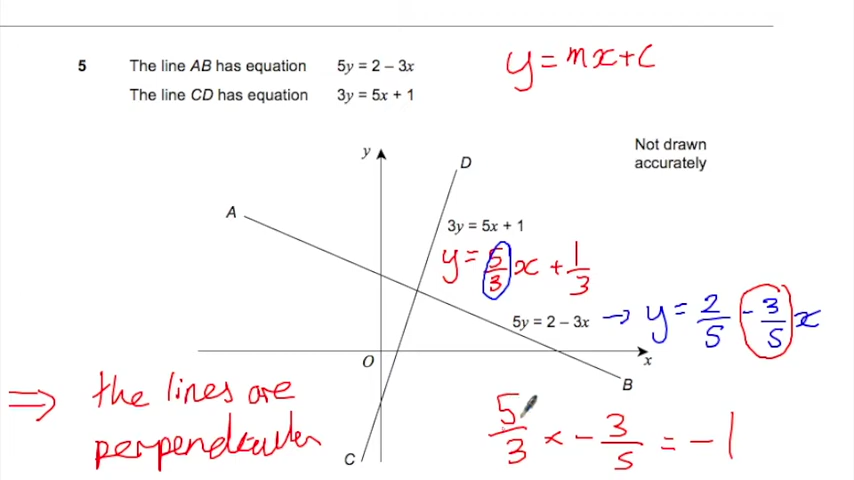 5 The line AB has equation 5y = 2 – 3x
y = mx + c
The line CD has equation 3y = 5x + 1
Not drawn
accurately
y
D
A
3y = 5x + 1
y = 5/3 x + 1/3
5y = 2 – 3x → y = 2/5 - 3/5 x
O
x
B
⇒ the lines are
perpendicular
5/3 × - 3/5 = -1
C